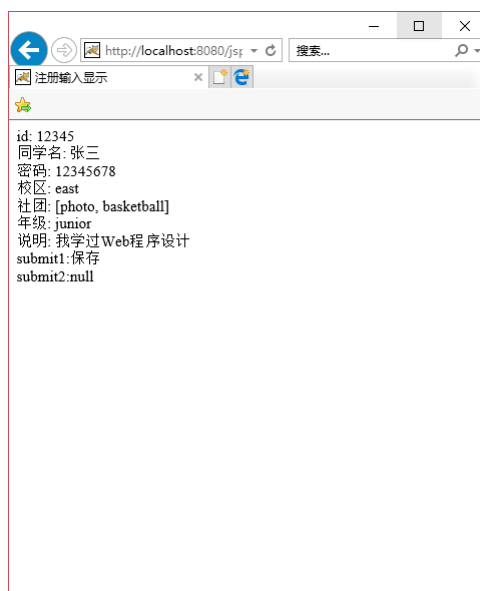 http://localhost:8080/jsp
搜索...
注册输入显示
id: 12345
同学名: 张三
密码: 12345678
校区: east
社团: [photo, basketball]
年级: junior
说明: 我学过Web程序设计
submit1:保存
submit2:null